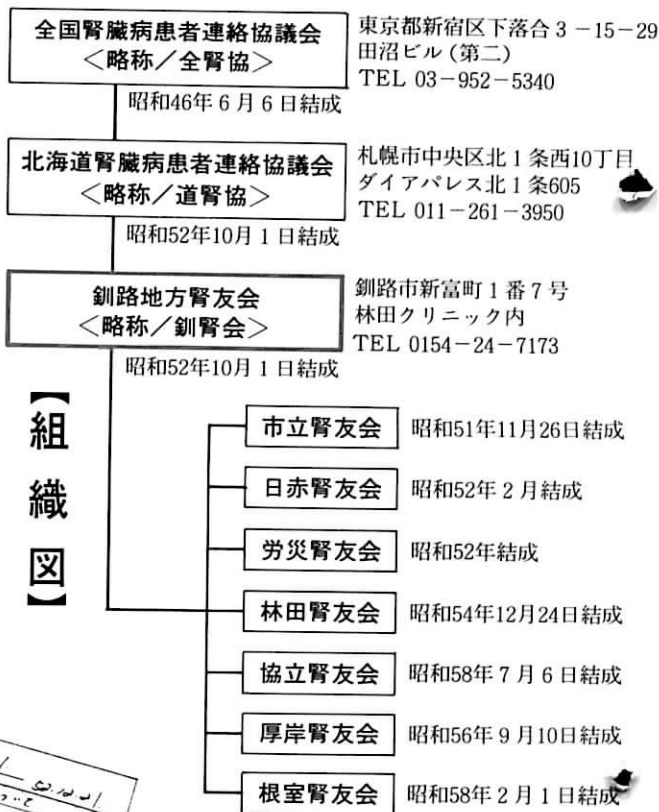 全国腎臓病患者連絡協議会
<略称/全腎協>
東京都新宿区下落合3-15-29
田沼ビル(第二)
TEL 03-952-5340
昭和46年6月6日結成
北海道腎臓病患者連絡協議会
<略称/道腎協>
札幌市中央区北1条西10丁目
ダイアパレス北1条605
TEL 011-261-3950
昭和52年10月1日結成
釧路地方腎友会
<略称/釧腎会>
釧路市新富町1番7号
林田クリニック内
TEL 0154-24-7173
昭和52年10月1日結成
【組織図】
市立腎友会 昭和51年11月26日結成
日赤腎友会 昭和52年2月結成
労災腎友会 昭和52年結成
林田腎友会 昭和54年12月24日結成
協立腎友会 昭和58年7月6日結成
厚岸腎友会 昭和56年9月10日結成
根室腎友会 昭和58年2月1日結成